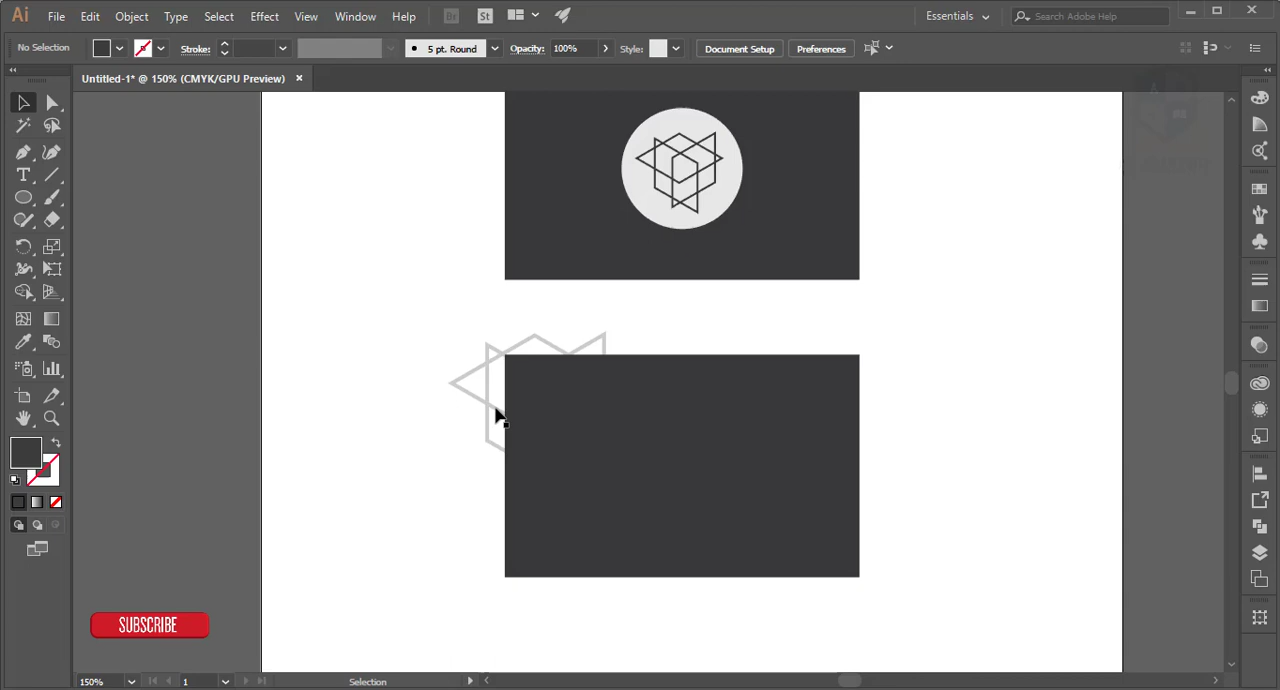 Ai File Edit Object Type Select Effect View Window Help Br St Essentials Search Adobe Help
No Selection Stroke: 5 pt. Round Opacity: 100% Style: Document Setup Preferences
Untitled-1* @ 150% (CMYK/GPU Preview)
SUBSCRIBE
150% 1 Selection